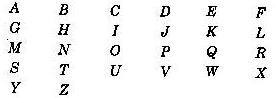 A B C D E F
G H I J K L
M N O P Q R
S T U V W X
Y Z